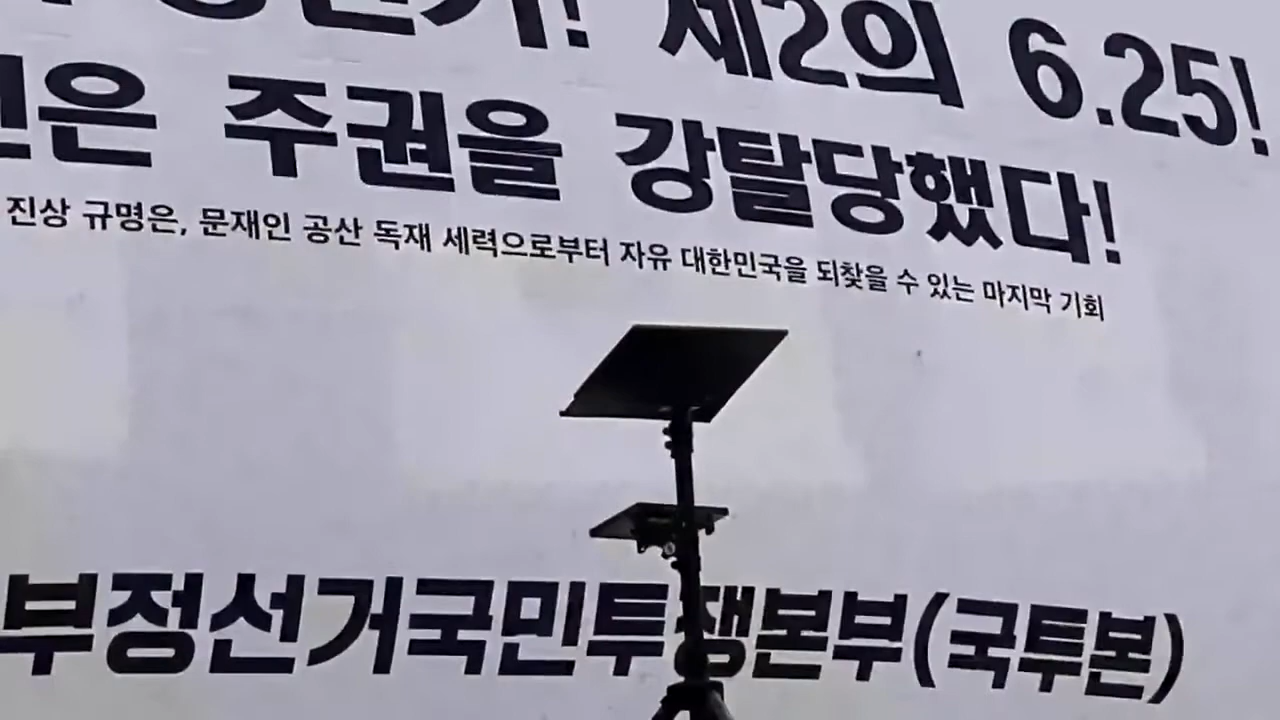 제2의 6.25!
주권을 강탈당했다!
진상 규명은, 문재인 공산 독재 세력으로부터 자유 대한민국을 되찾을 수 있는 마지막 기회
부정선거국민투쟁본부(국투본)